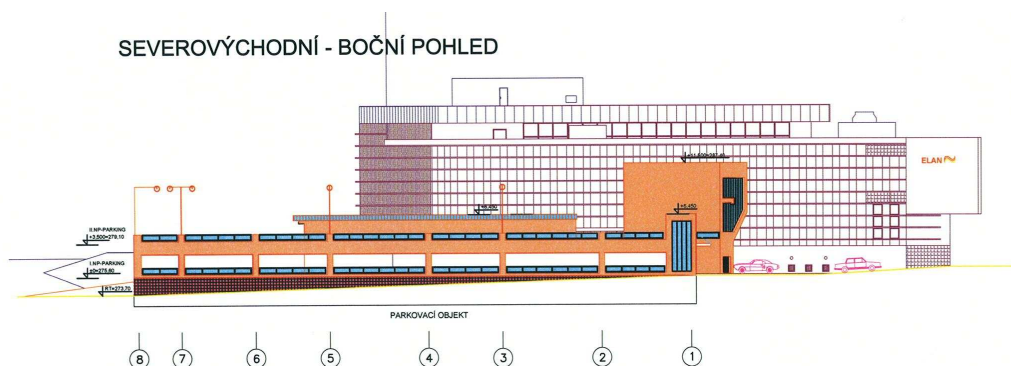 SEVEROVÝCHODNÍ - BOČNÍ POHLED
ELAN
+6,450
II.NP-PARKING
+3,500=279,10
I.NP-PARKING
±0=275,60
RT=273,70
PARKOVACÍ OBJEKT
8 7 6 5 4 3 2 1